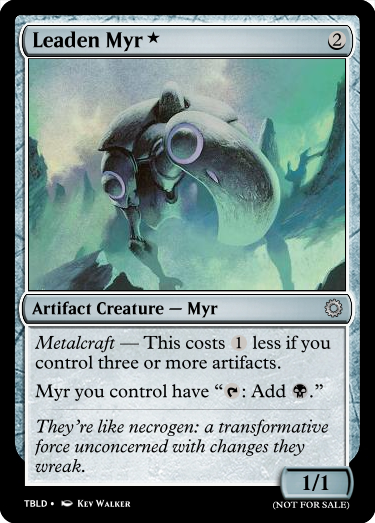 Leaden Myr ★ 2
Artifact Creature — Myr
Metalcraft — This costs 1 less if you
control three or more artifacts.
Myr you control have “: Add .”
They're like necrogen: a transformative
force unconcerned with changes they
wreak.
1/1
TBLD • Kev Walker
(NOT FOR SALE)